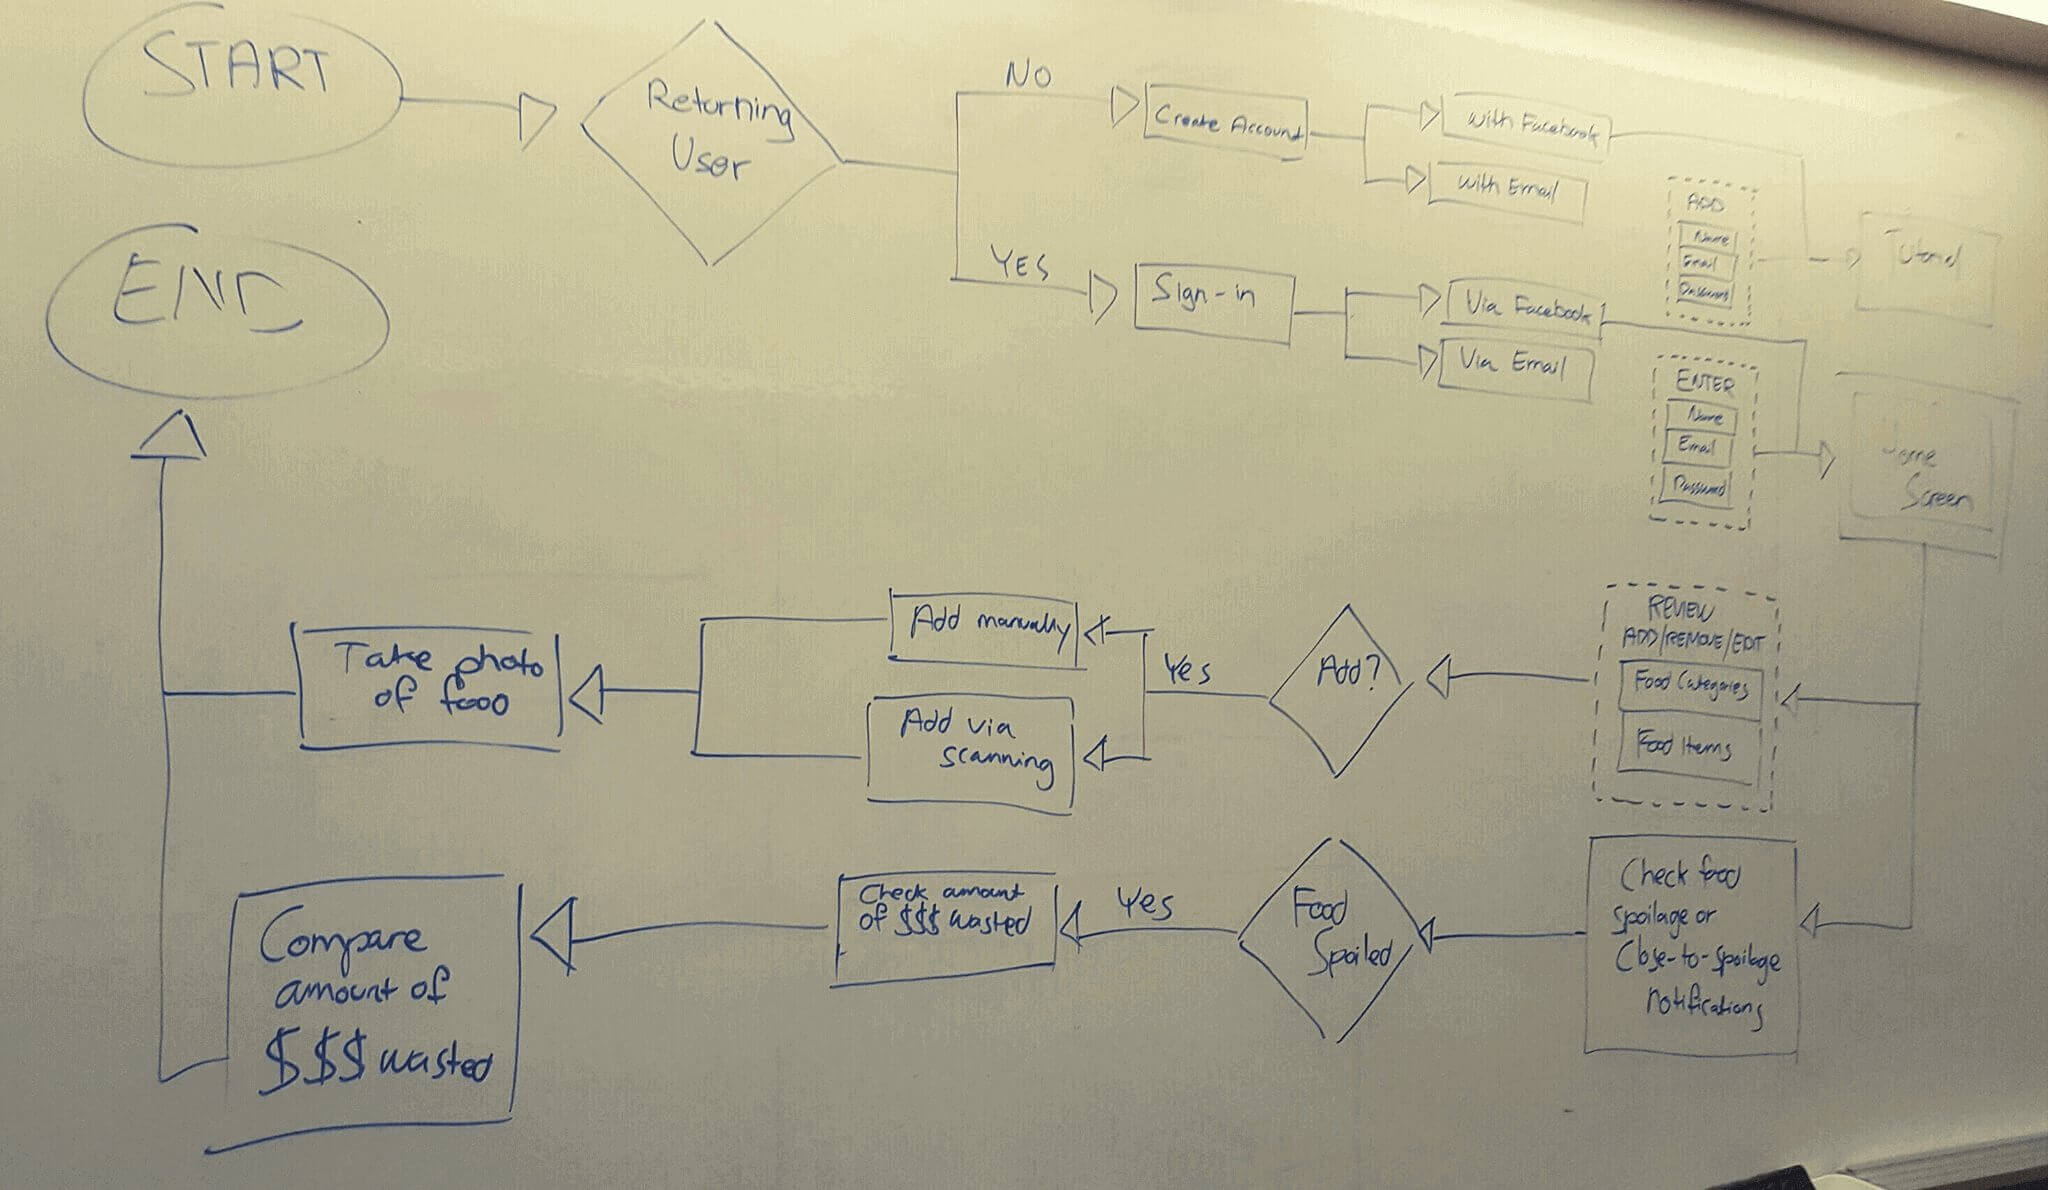 START
Returning
User
NO
Create Account
with Facebook
with Email
YES
Sign-in
Via Facebook
Via Email
ADD
Name
Email
Password
Tutorial
ENTER
Name
Email
Password
Home
Screen
END
REVIEW
ADD/REMOVE/EDIT
Food Categories
Food Items
Add?
Yes
Add manually
Add via
scanning
Take photo
of food
Check food
spoilage or
Close-to-spoilage
notifications
Food
Spoiled
Yes
Check amount
of $$$ wasted
Compare
amount of
$$$ wasted